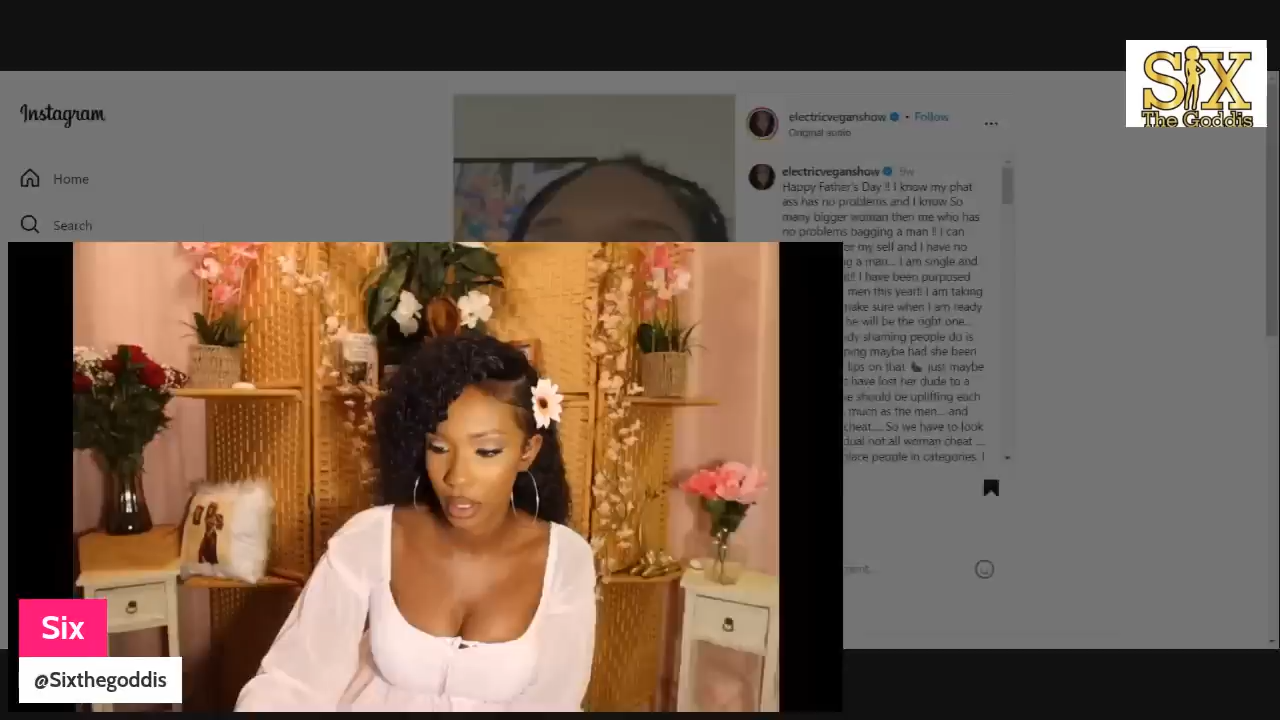 SIX
The Goddis
Instagram
Home
Search
electricveganshow • Follow
Original audio
...
electricveganshow 9w
Happy Father's Day !! I know my phat
ass has no problems and I know So
many bigger woman then me who has
no problems bagging a man !! I can
my self and I have no
g a man... I am single and
I have been purposed
men this year!! I am taking
make sure when I am ready
he will be the right one...
dy shaming people do is
ning maybe had she been
lips on that just maybe
have lost her dude to a
e should be uplifting each
much as the men....and
cheat.... So we have to look
dual not all woman cheat ....
place people in categories. I
Six
@Sixthegoddis